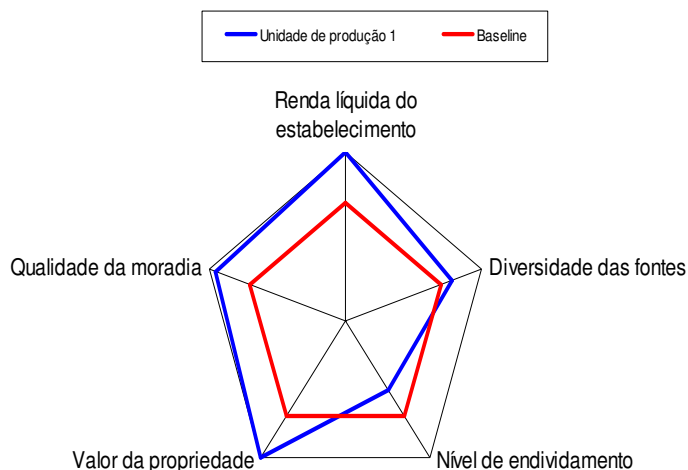 Unidade de produção 1
Baseline
Renda líquida do
estabelecimento
Qualidade da moradia
Diversidade das fontes
Valor da propriedade
Nível de endividamento